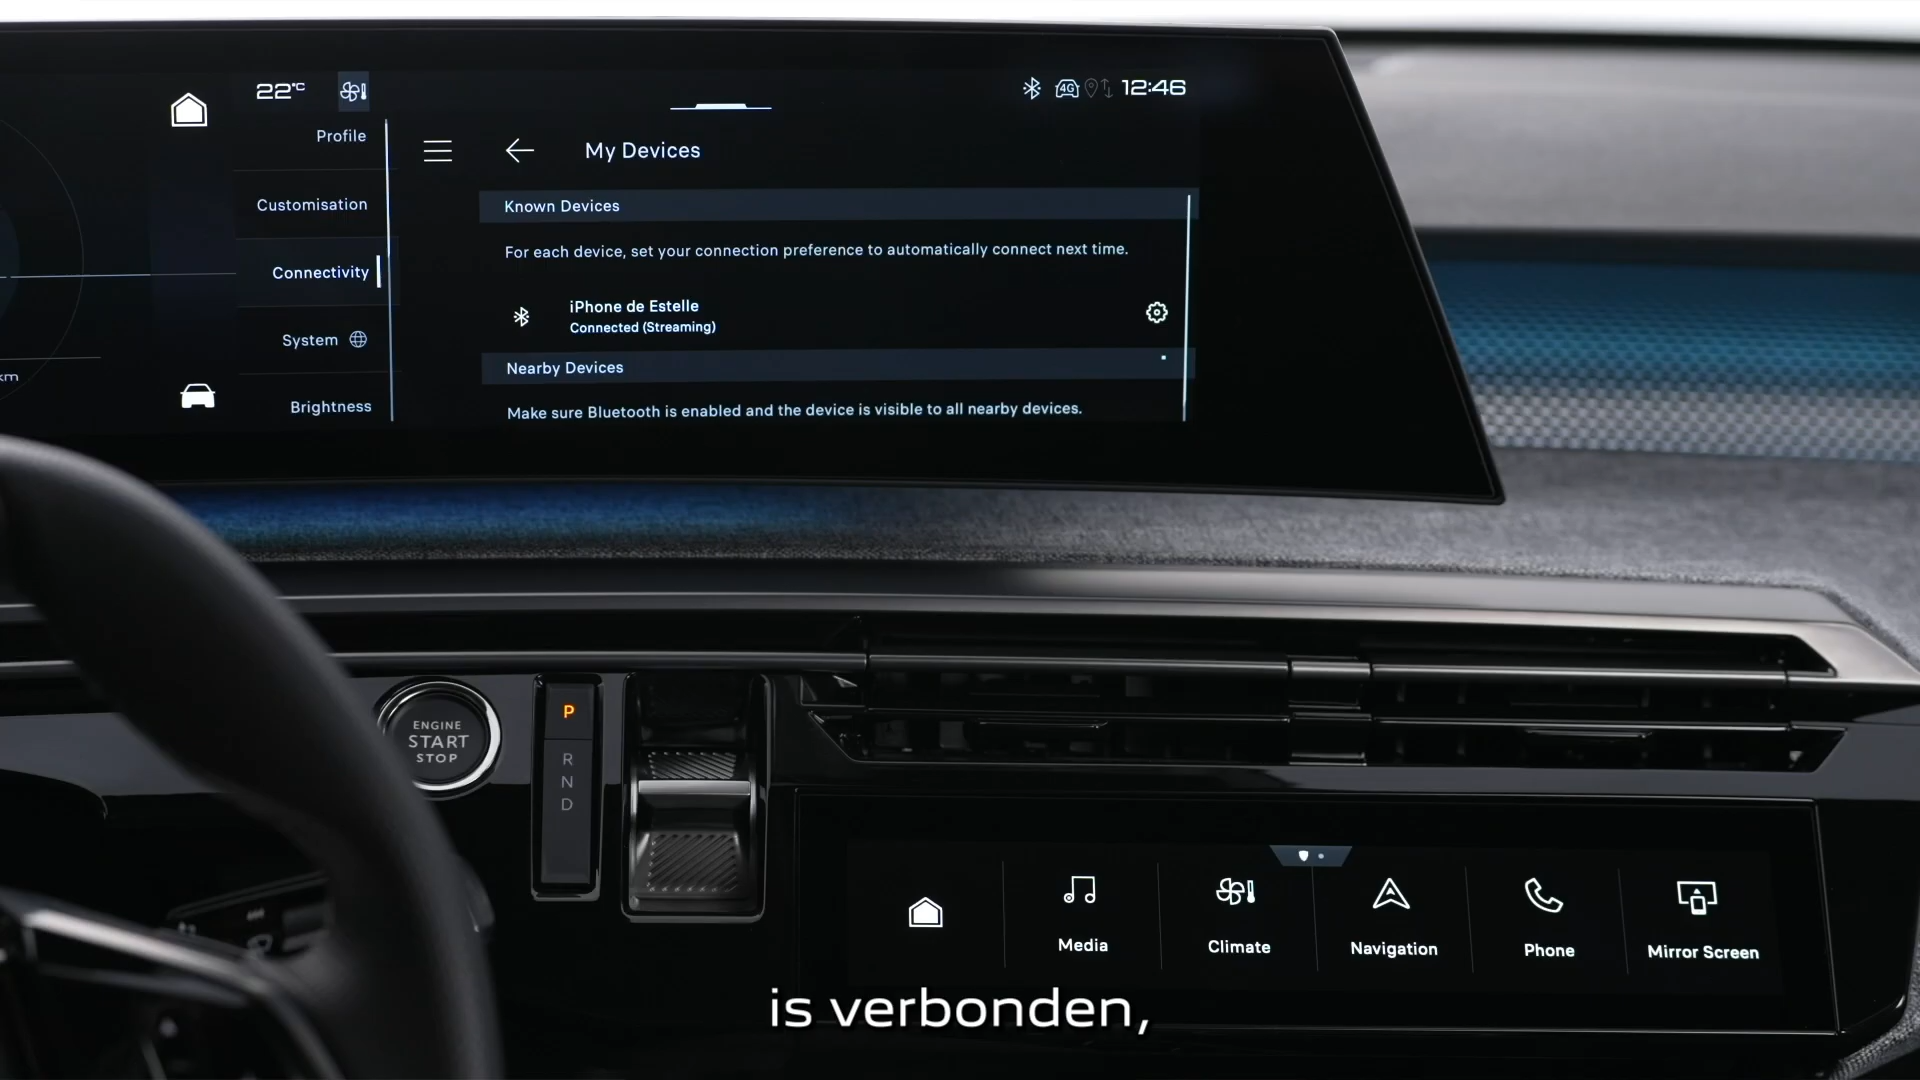 22°C
4G
12:46
Profile
My Devices
Customisation
Known Devices
For each device, set your connection preference to automatically connect next time.
Connectivity
iPhone de Estelle
Connected (Streaming)
System
Nearby Devices
km
Brightness
Make sure Bluetooth is enabled and the device is visible to all nearby devices.
ENGINE
START
STOP
P
R
N
D
Media
Climate
Navigation
Phone
Mirror Screen
is verbonden,